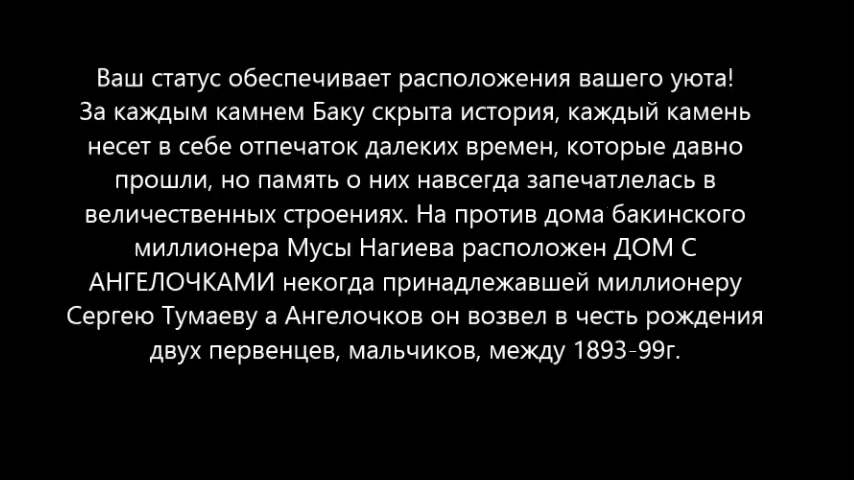 Ваш статус обеспечивает расположения вашего уюта!
За каждым камнем Баку скрыта история, каждый камень
несет в себе отпечаток далеких времен, которые давно
прошли, но память о них навсегда запечатлелась в
величественных строениях. На против дома бакинского
миллионера Мусы Нагиева расположен ДОМ С
АНГЕЛОЧКАМИ некогда принадлежавшей миллионеру
Сергею Тумаеву а Ангелочков он возвел в честь рождения
двух первенцев, мальчиков, между 1893-99г.